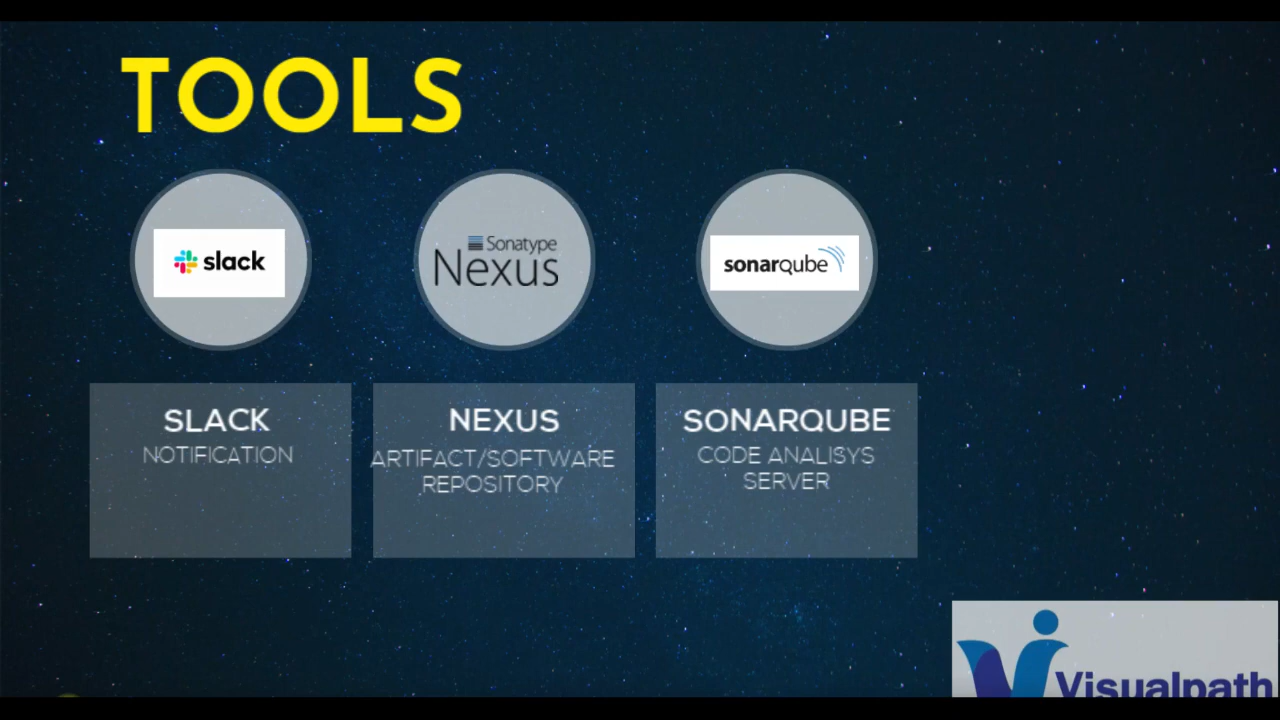 TOOLS
slack
Sonatype
Nexus
sonarqube
SLACK
NOTIFICATION
NEXUS
ARTIFACT/SOFTWARE
REPOSITORY
SONARQUBE
CODE ANALISYS
SERVER
Visualpath